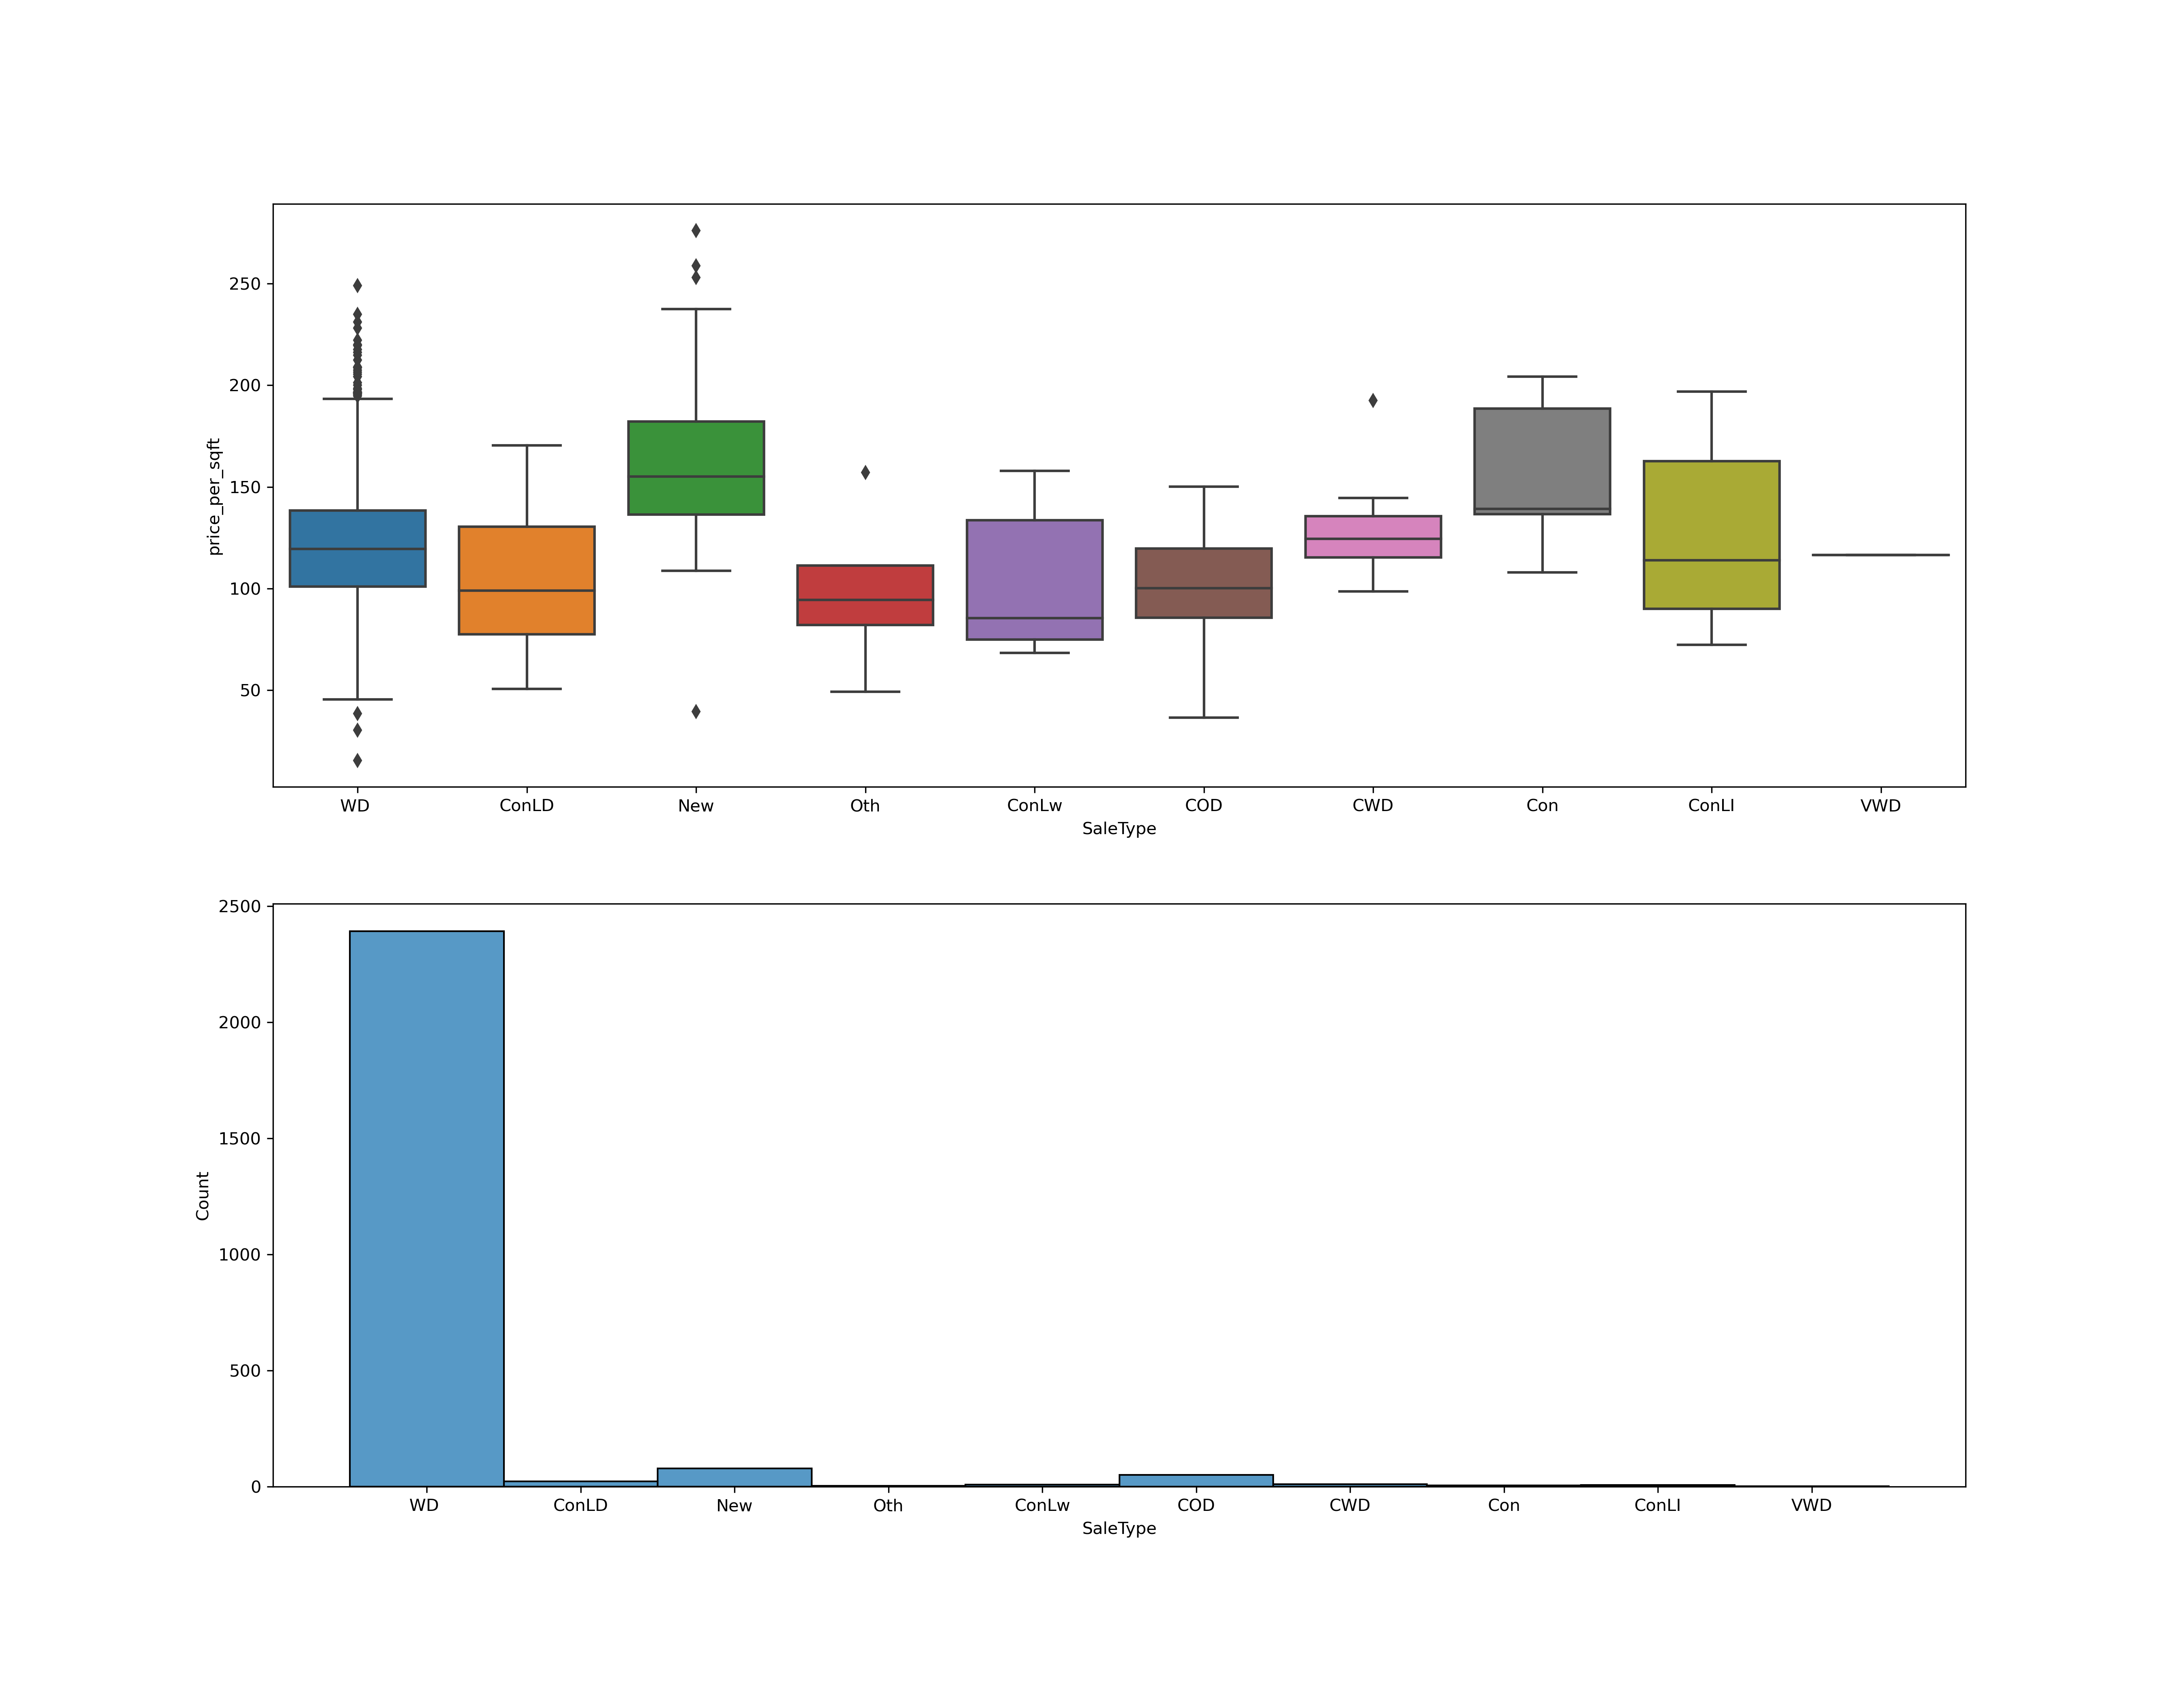 price_per_sqft
250
200
150
100
50
WD ConLD New Oth ConLw COD CWD Con ConLI VWD
SaleType
Count
2500
2000
1500
1000
500
0
WD ConLD New Oth ConLw COD CWD Con ConLI VWD
SaleType